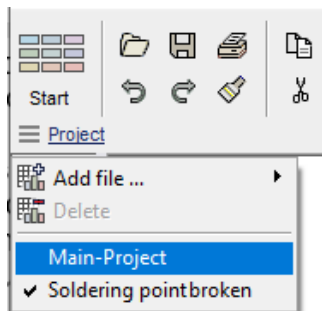 Start
Project
Add file ...
Delete
Main-Project
Soldering pointbroken